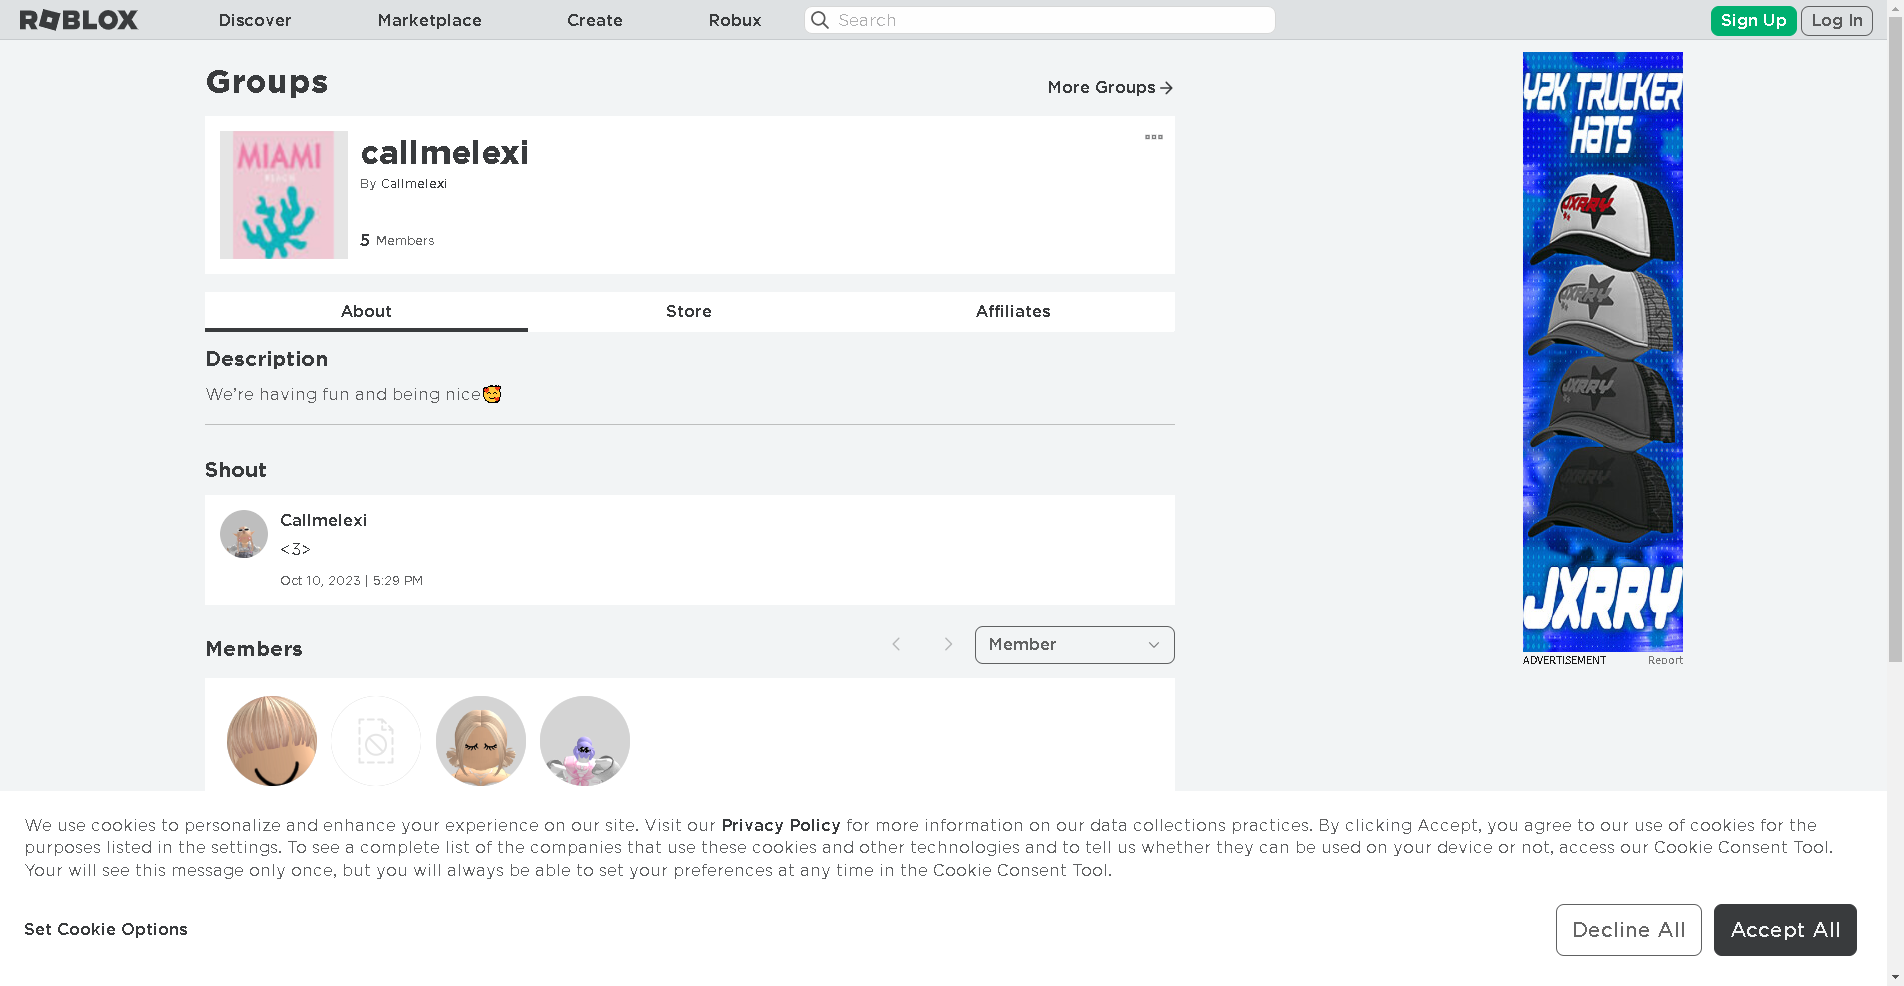 ROBLOX Discover Marketplace Create Robux Search Sign Up Log In
Groups
More Groups
MIAMI
BEACH
callmelexi
By Callmelexi
5 Members
About Store Affiliates
Description
We're having fun and being nice🥰
Shout
Callmelexi
<3>
Oct 10, 2023 | 5:29 PM
Members
Member
Y2K TRUCKER
HATS
JXRRY
JXRRY
JXRRY
JXRRY
JXRRY
ADVERTISEMENT Report
We use cookies to personalize and enhance your experience on our site. Visit our Privacy Policy for more information on our data collections practices. By clicking Accept, you agree to our use of cookies for the
purposes listed in the settings. To see a complete list of the companies that use these cookies and other technologies and to tell us whether they can be used on your device or not, access our Cookie Consent Tool.
Your will see this message only once, but you will always be able to set your preferences at any time in the Cookie Consent Tool.
Set Cookie Options
Decline All
Accept All